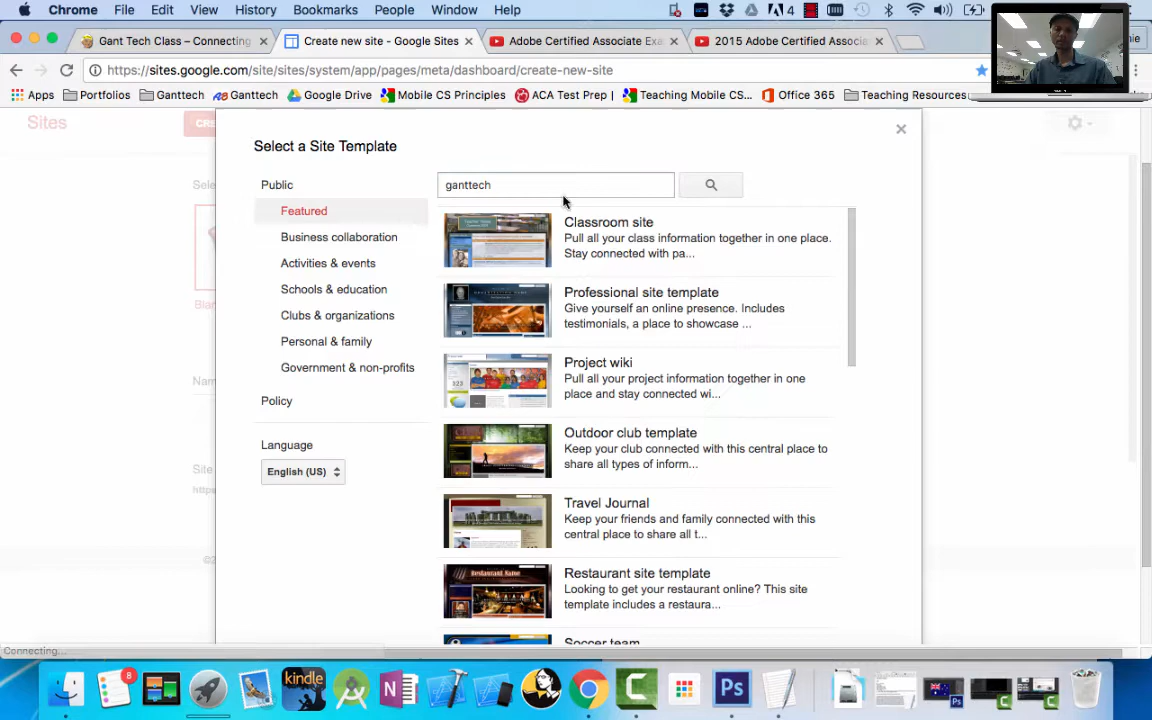 Chrome File Edit View History Bookmarks People Window Help
4
Gant Tech Class – Connecting
Create new site - Google Sites
Adobe Certified Associate Exa
2015 Adobe Certified Associa
https://sites.google.com/site/sites/system/app/pages/meta/dashboard/create-new-site
Apps Portfolios Ganttech Ganttech Google Drive Mobile CS Principles ACA Test Prep | Teaching Mobile CS... Office 365 Teaching Resources
Sites
Select a Site Template
Public
ganttech
Featured
Business collaboration
Activities & events
Schools & education
Clubs & organizations
Personal & family
Government & non-profits
Policy
Language
English (US)
Classroom site
Pull all your class information together in one place.
Stay connected with pa...
Professional site template
Give yourself an online presence. Includes
testimonials, a place to showcase ...
Project wiki
Pull all your project information together in one
place and stay connected wi...
Outdoor club template
Keep your club connected with this central place to
share all types of inform...
Travel Journal
Keep your friends and family connected with this
central place to share all t...
Restaurant site template
Looking to get your restaurant online? This site
template includes a restaura...
Soccer team
Connecting...
8
kindle
N
C
Ps